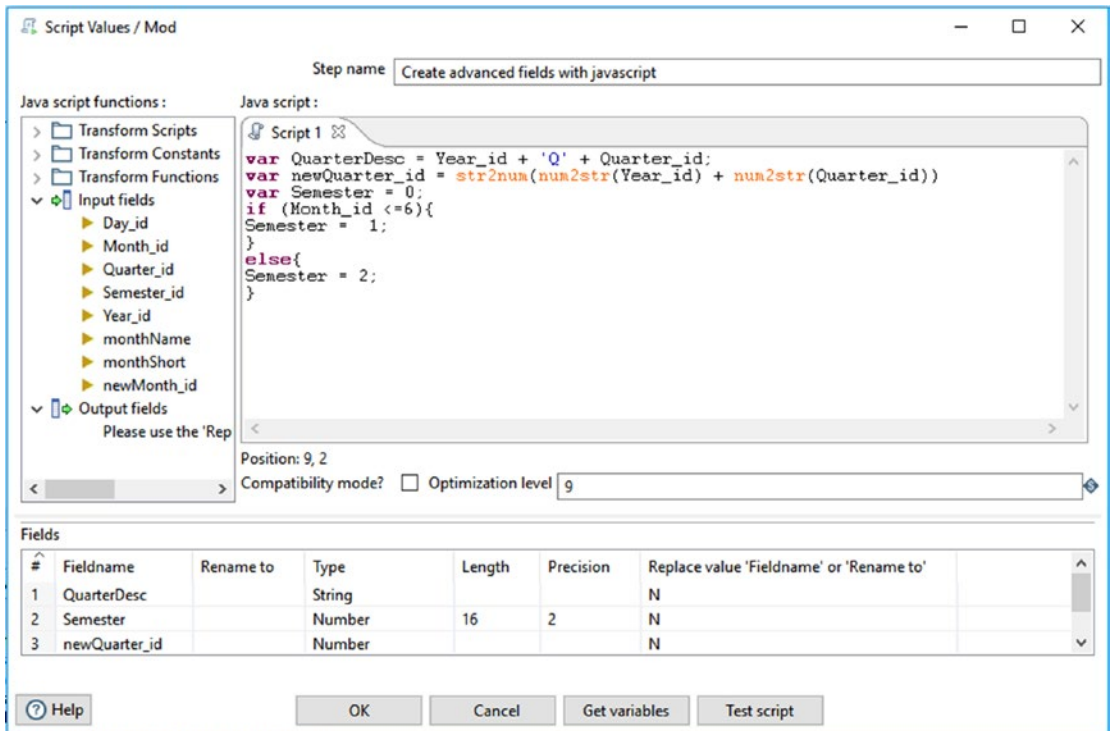 Script Values / Mod
Step name Create advanced fields with javascript
Java script functions :
Transform Scripts
Transform Constants
Transform Functions
Input fields
Day_id
Month_id
Quarter_id
Semester_id
Year_id
monthName
monthShort
newMonth_id
Output fields
Please use the 'Rep
Java script :
Script 1
var QuarterDesc = Year_id + 'Q' + Quarter_id;
var newQuarter_id = str2num(num2str(Year_id) + num2str(Quarter_id))
var Semester = 0;
if (Month_id <=6){
Semester =  1;
}
else{
Semester = 2;
}
Position: 9, 2
Compatibility mode? Optimization level 9
Fields
# Fieldname Rename to Type Length Precision Replace value 'Fieldname' or 'Rename to'
1 QuarterDesc String N
2 Semester Number 16 2 N
3 newQuarter_id Number N
Help OK Cancel Get variables Test script